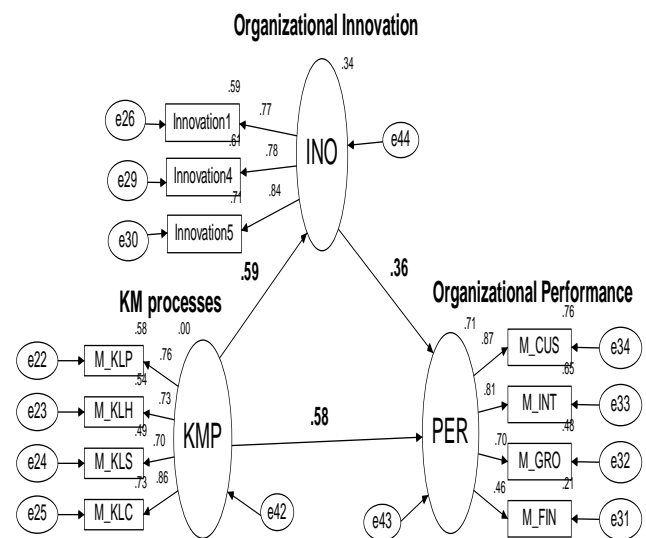 Organizational Innovation
.34
.59
e26
Innovation1
.77
INO
e44
.61
e29
Innovation4
.78
.71
e30
Innovation5
.84
.59
.36
KM processes
Organizational Performance
.58
.00
.71
.76
e22
M_KLP
.76
.87
M_CUS
e34
.54
.65
e23
M_KLH
.73
.81
M_INT
e33
.49
.48
e24
M_KLS
.70
KMP
.58
PER
.70
M_GRO
e32
.73
.86
.46
.21
e25
M_KLC
e42
e43
M_FIN
e31